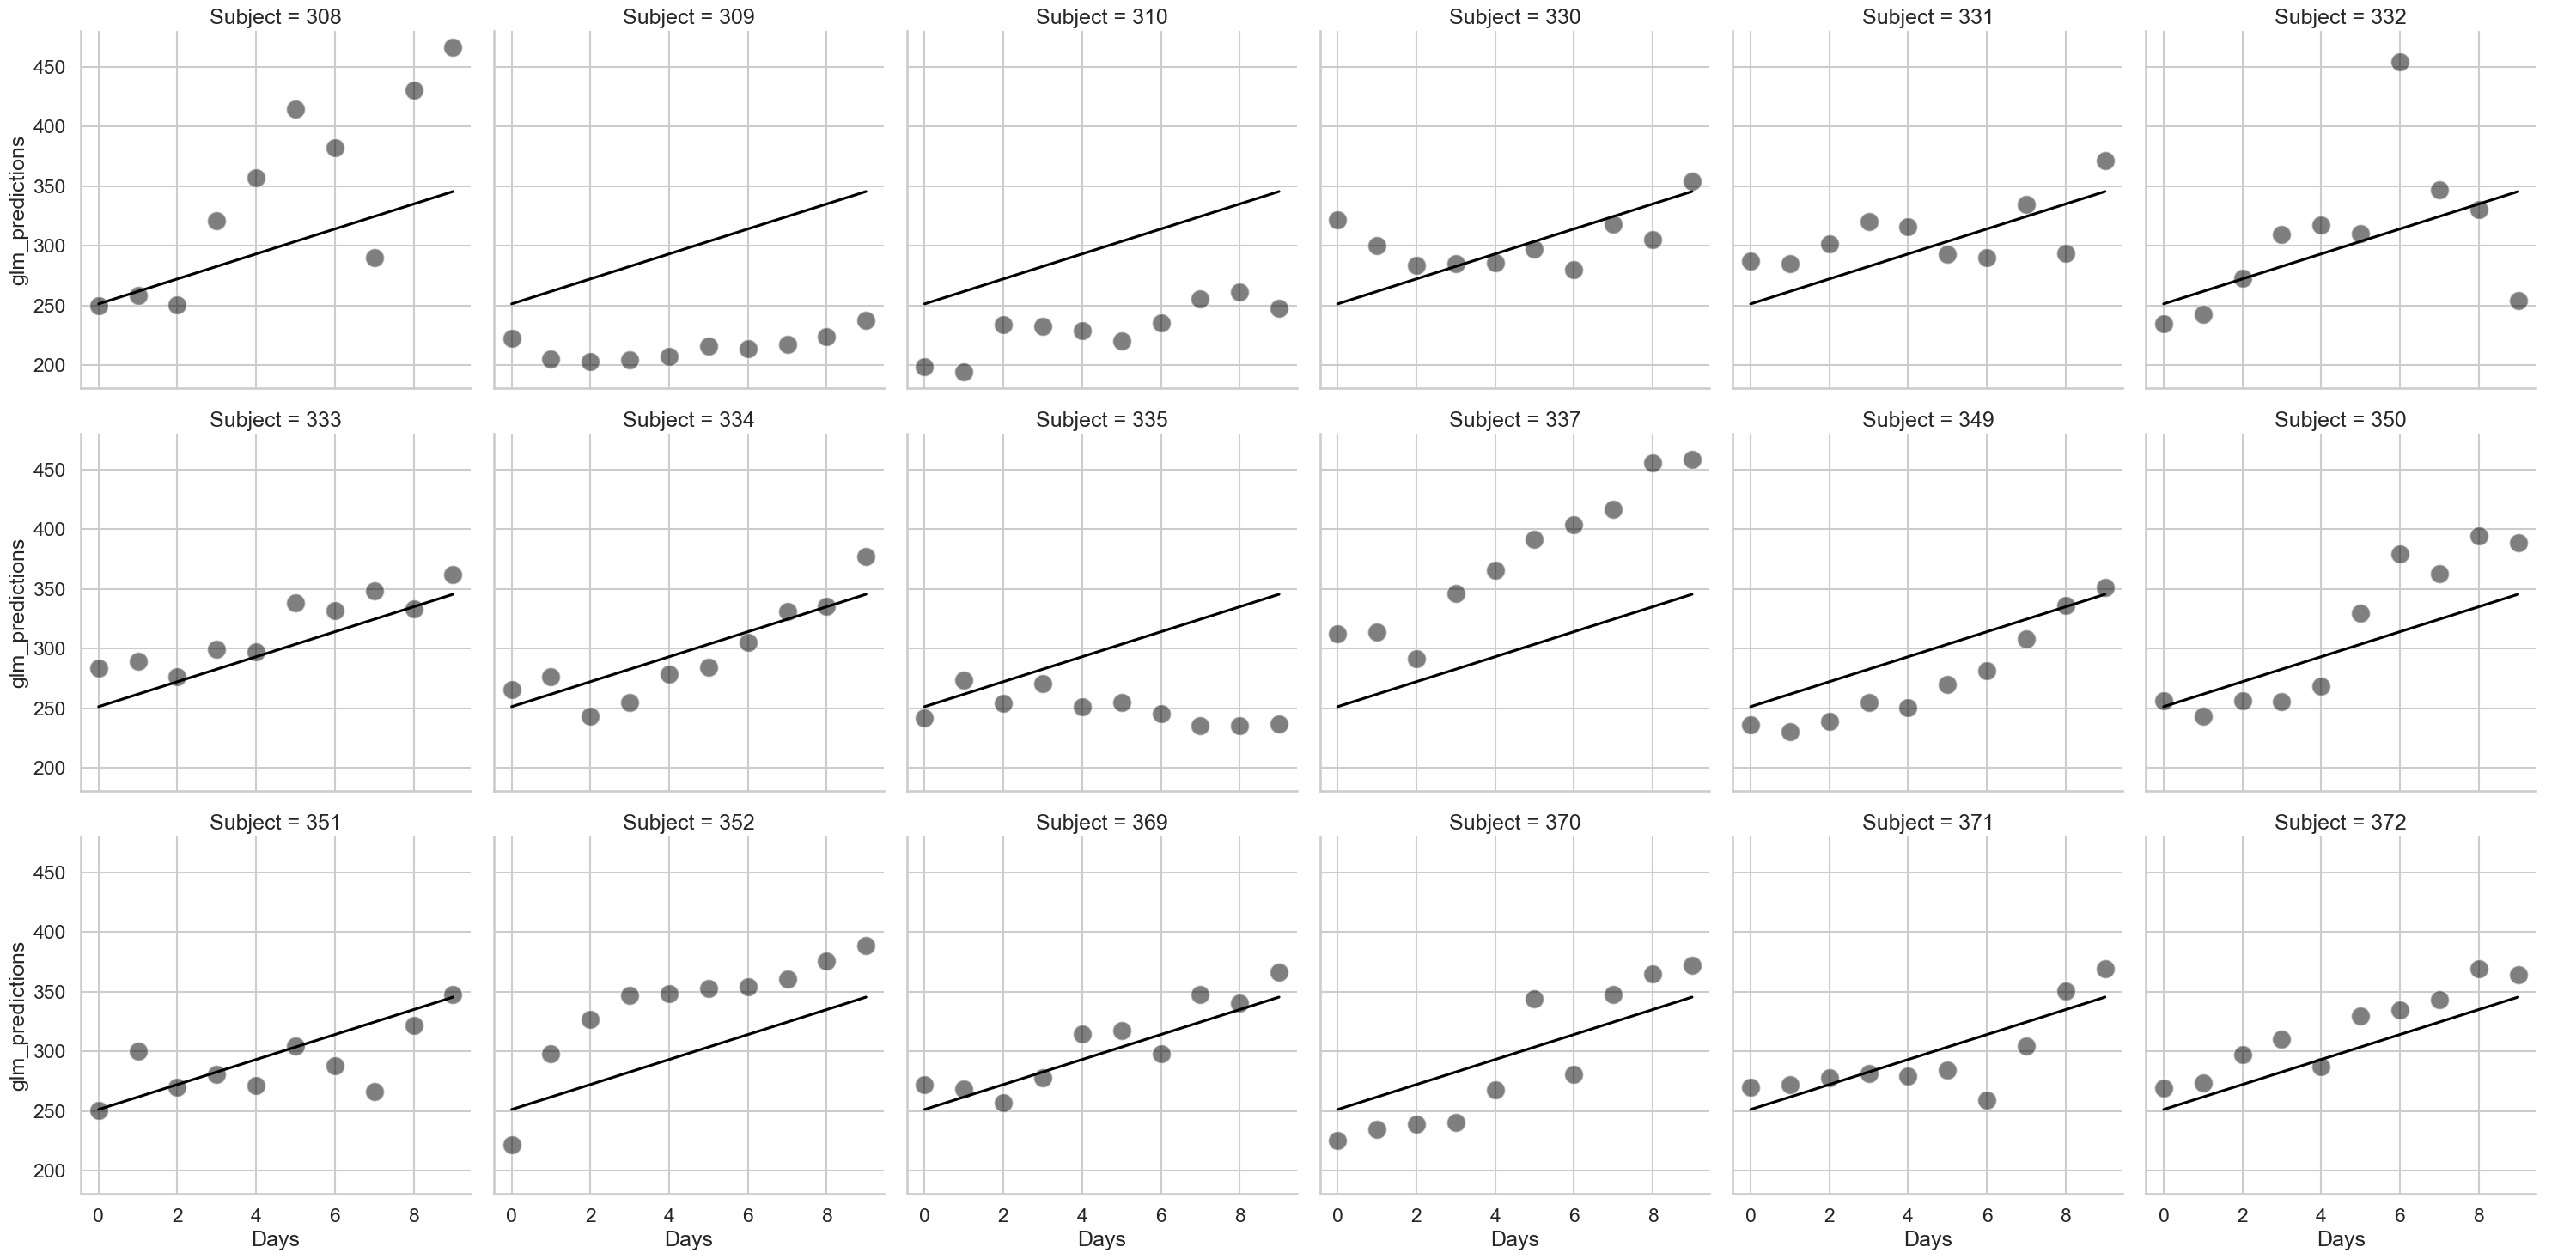 Subject = 308 Subject = 309 Subject = 310 Subject = 330 Subject = 331 Subject = 332
450
400
350
300
250
200
glm_predictions
Subject = 333 Subject = 334 Subject = 335 Subject = 337 Subject = 349 Subject = 350
450
400
350
300
250
200
glm_predictions
Subject = 351 Subject = 352 Subject = 369 Subject = 370 Subject = 371 Subject = 372
450
400
350
300
250
200
glm_predictions
0 2 4 6 8 0 2 4 6 8 0 2 4 6 8 0 2 4 6 8 0 2 4 6 8 0 2 4 6 8
Days Days Days Days Days Days